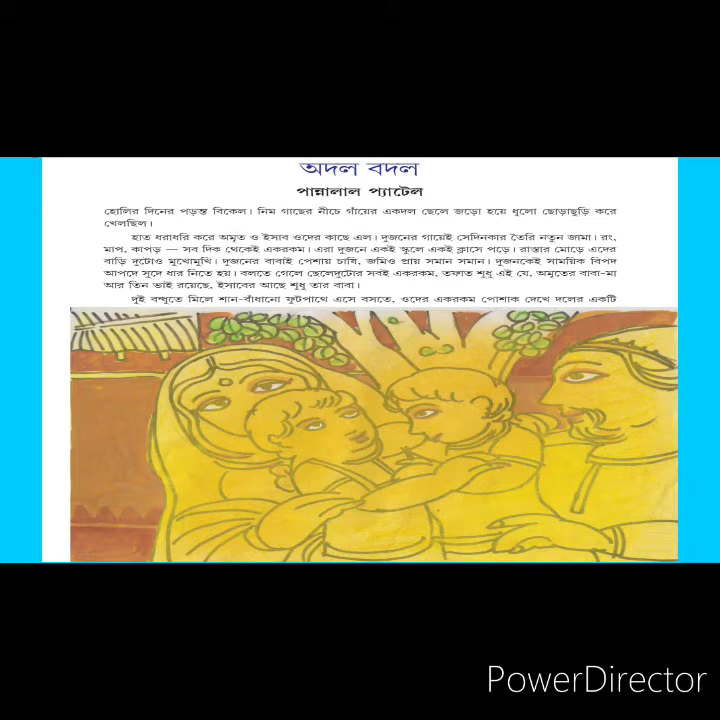 অদল বদল
পান্নালাল প্যাটেল
হোলির দিনের পড়ন্ত বিকেল। নিম গাছের নীচে গাঁয়ের একদল ছেলে জড়ো হয়ে ধুলো ছোড়াছুড়ি করে
খেলছিল।
হাত ধরাধরি করে অমৃত ও ইসাব ওদের কাছে এল। দুজনের গায়েই সেদিনকার তৈরি নতুন জামা। রং,
মাপ, কাপড় — সব দিক থেকেই একরকম। এরা দুজনে একই স্কুলে একই ক্লাসে পড়ে। রাস্তার মোড়ে এদের
বাড়ি দুটোও মুখোমুখি। দুজনের বাবাই পেশায় চাষি, জমিও প্রায় সমান সমান। দুজনকেই সাময়িক বিপদ
আপদে সুদে ধার নিতে হয়। বলতে গেলে ছেলেদুটোর সবই একরকম, তফাত শুধু এই যে, অমৃতের বাবা-মা
আর তিন ভাই রয়েছে, ইসাবের আছে শুধু তার বাবা।
দুই বন্ধুতে মিলে শান-বাঁধানো ফুটপাথে এসে বসতে, ওদের একরকম পোশাক দেখে দলের একটি
PowerDirector